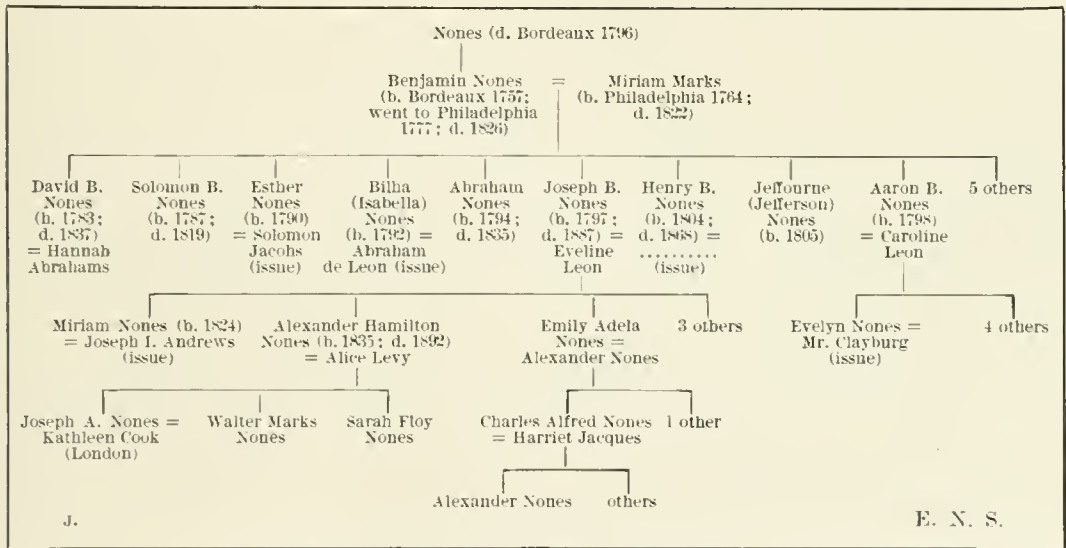 Nones (d. Bordeaux 1796)
Benjamin Nones = Miriam Marks
(b. Bordeaux 1757; (b. Philadelphia 1764;
went to Philadelphia d. 1822)
1777; d. 1826)
David B. Solomon B. Esther Bilha Abraham Joseph B. Henry B. Jeffourne Aaron B. 5 others
Nones Nones Nones (Isabella) Nones Nones Nones (Jefferson) Nones
(b. 1783; (b. 1787; (b. 1790) Nones (b. 1794; (b. 1797; (b. 1804; Nones (b. 1798)
d. 1837) d. 1819) = Solomon (b. 1792) = d. 1835) d. 1887) = d. 1868) = (b. 1805) = Caroline
= Hannah Jacobs Abraham Eveline .......... Leon
Abrahams (issue) de Leon (issue) Leon (issue)
Miriam Nones (b. 1824) Alexander Hamilton Emily Adela 3 others Evelyn Nones = 4 others
= Joseph I. Andrews Nones (b. 1835; d. 1892) Nones = Mr. Clayburg
(issue) = Alice Levy Alexander Nones (issue)
Joseph A. Nones = Walter Marks Sarah Floy Charles Alfred Nones 1 other
Kathleen Cook Nones Nones = Harriet Jacques
(London)
Alexander Nones others
J. E. N. S.